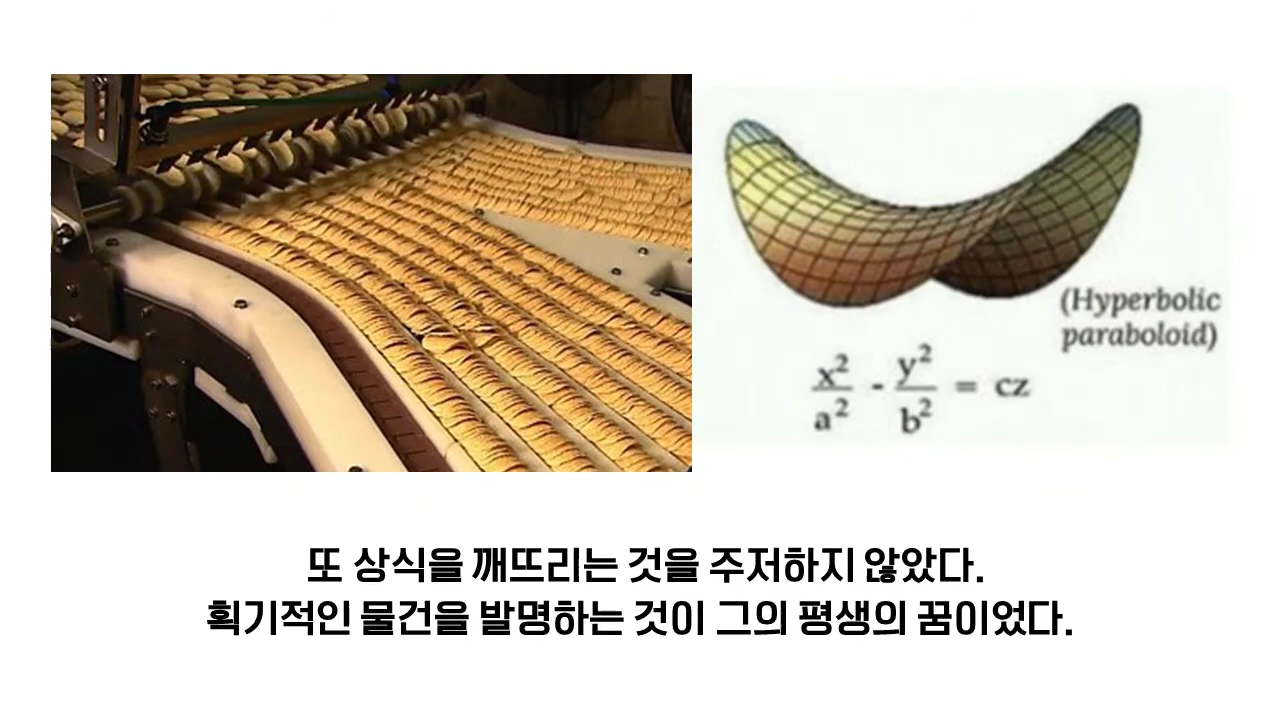 (Hyperbolic
paraboloid)
x²/a² - y²/b² = cz
또 상식을 깨뜨리는 것을 주저하지 않았다.
획기적인 물건을 발명하는 것이 그의 평생의 꿈이었다.